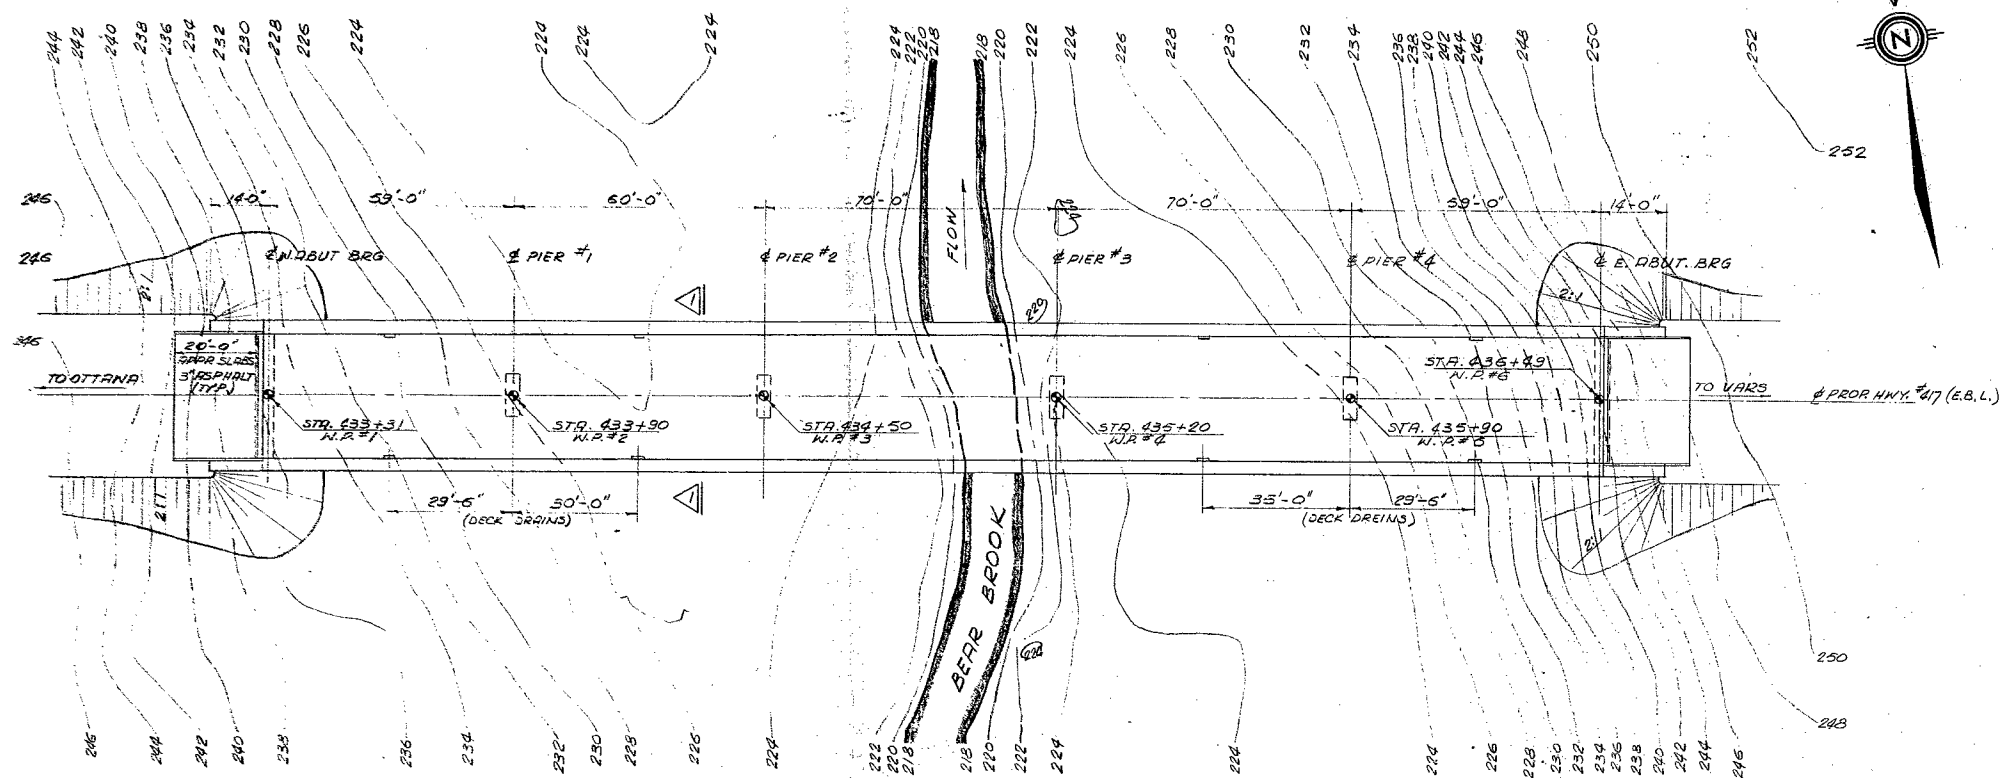 244 242 240 238 236 234 232 230 228 226 224 224 224 224 224 222 220 218 218 220 222 224 226 228 230 232 234 236 238 240 242 244 246 248 250 252
N
252
246
14'-0" 59'-0" 60'-0" 70'-0" 70'-0" 59'-0" 14'-0"
FLOW
246
℄ W. ABUT BRG ℄ PIER #1 ℄ PIER #2 ℄ PIER #3 ℄ PIER #4 ℄ E. ABUT. BRG
2:1 2:1
1
220
20'-0"
APPR SLABS
3" ASPHALT
(TYP.)
TO OTTAWA
STA. 433+31
W.P. #1
STA. 433+90
W.P. #2
STA. 434+50
W.P. #3
STA. 435+20
W.P. #4
STA. 435+90
W.P. #5
STA. 436+49
W.P. #6
TO VARS
℄ PROP. HWY. #417 (E.B.L.)
29'-6" 50'-0"
(DECK DRAINS)
1
35'-0" 29'-6"
(DECK DREINS)
2:1
BEAR BROOK
250
248
246 244 242 240 238 236 234 232 230 228 226 224 222 220 218 218 220 222 224 224 224 226 228 230 232 234 236 238 240 242 244 246